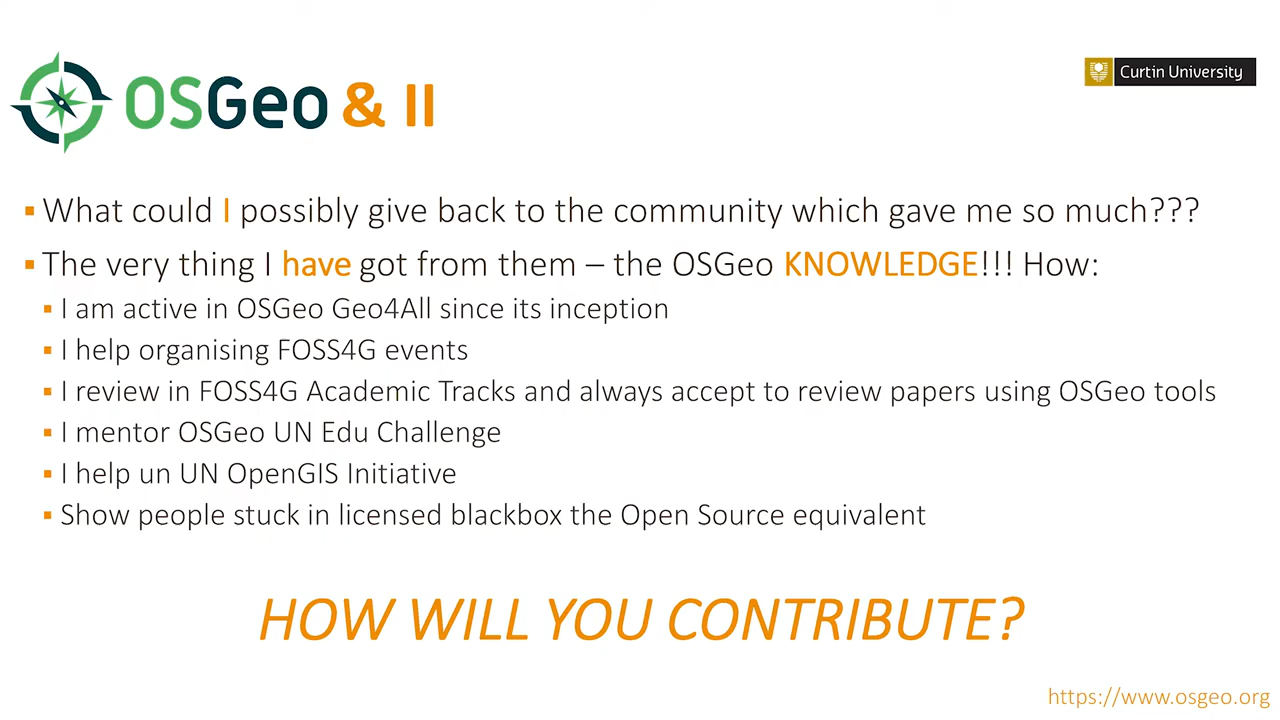 OSGeo & II
Curtin University
▪ What could I possibly give back to the community which gave me so much???
▪ The very thing I have got from them – the OSGeo KNOWLEDGE!!! How:
▪ I am active in OSGeo Geo4All since its inception
▪ I help organising FOSS4G events
▪ I review in FOSS4G Academic Tracks and always accept to review papers using OSGeo tools
▪ I mentor OSGeo UN Edu Challenge
▪ I help un UN OpenGIS Initiative
▪ Show people stuck in licensed blackbox the Open Source equivalent
HOW WILL YOU CONTRIBUTE?
https://www.osgeo.org